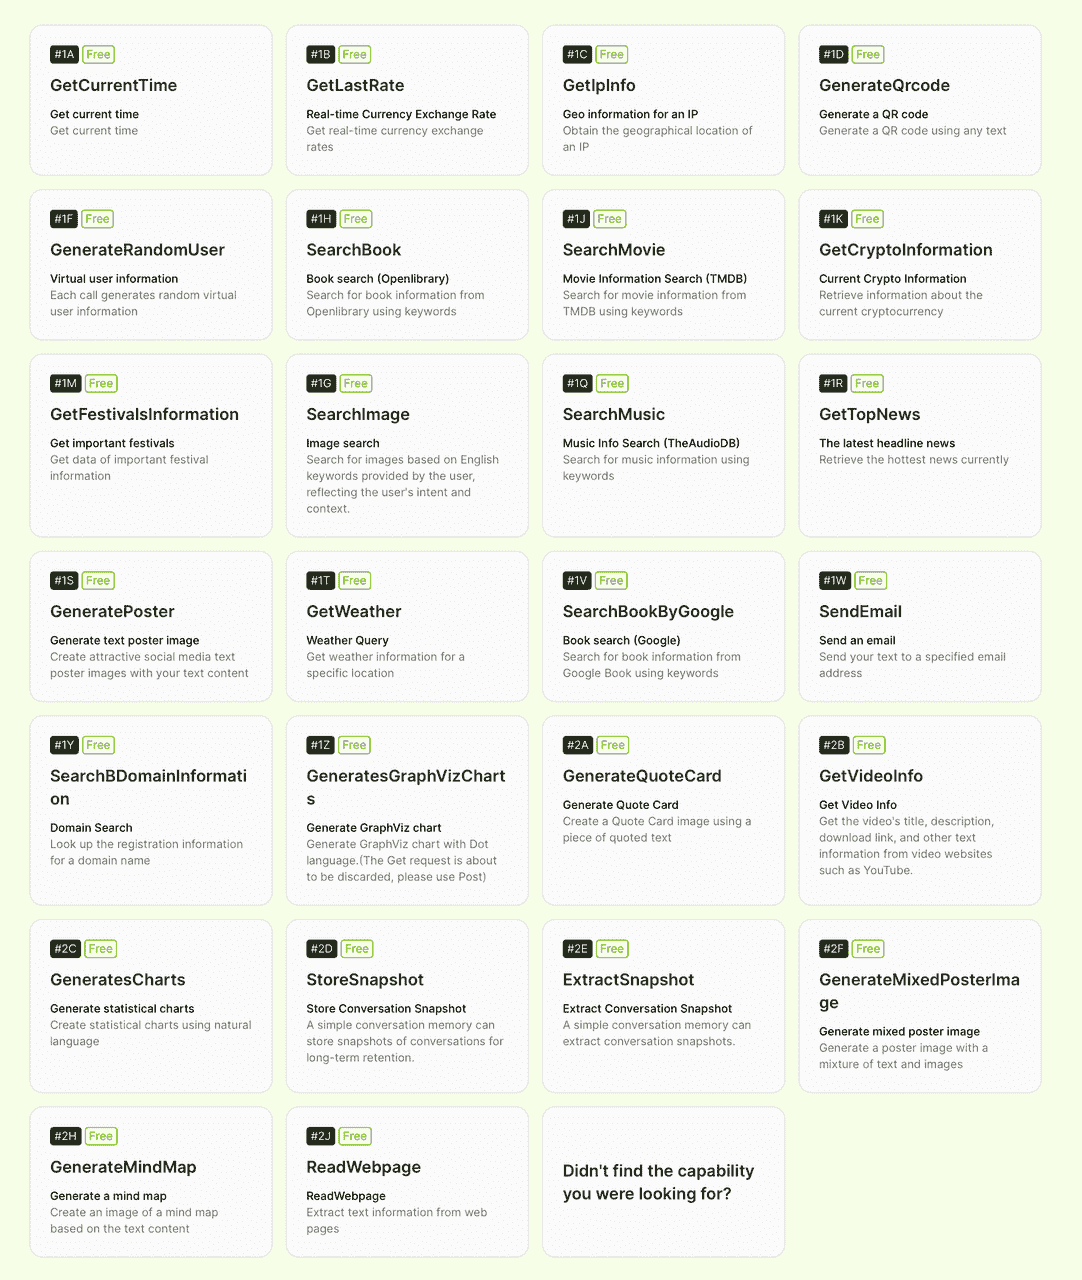 #1A Free
GetCurrentTime
Get current time
Get current time
#1B Free
GetLastRate
Real-time Currency Exchange Rate
Get real-time currency exchange
rates
#1C Free
GetIpInfo
Geo information for an IP
Obtain the geographical location of
an IP
#1D Free
GenerateQrcode
Generate a QR code
Generate a QR code using any text
#1F Free
GenerateRandomUser
Virtual user information
Each call generates random virtual
user information
#1H Free
SearchBook
Book search (Openlibrary)
Search for book information from
Openlibrary using keywords
#1J Free
SearchMovie
Movie Information Search (TMDB)
Search for movie information from
TMDB using keywords
#1K Free
GetCryptoInformation
Current Crypto Information
Retrieve information about the
current cryptocurrency
#1M Free
GetFestivalsInformation
Get important festivals
Get data of important festival
information
#1G Free
SearchImage
Image search
Search for images based on English
keywords provided by the user,
reflecting the user's intent and
context.
#1Q Free
SearchMusic
Music Info Search (TheAudioDB)
Search for music information using
keywords
#1R Free
GetTopNews
The latest headline news
Retrieve the hottest news currently
#1S Free
GeneratePoster
Generate text poster image
Create attractive social media text
poster images with your text content
#1T Free
GetWeather
Weather Query
Get weather information for a
specific location
#1V Free
SearchBookByGoogle
Book search (Google)
Search for book information from
Google Book using keywords
#1W Free
SendEmail
Send an email
Send your text to a specified email
address
#1Y Free
SearchBDomainInformati
on
Domain Search
Look up the registration information
for a domain name
#1Z Free
GeneratesGraphVizChart
s
Generate GraphViz chart
Generate GraphViz chart with Dot
language.(The Get request is about
to be discarded, please use Post)
#2A Free
GenerateQuoteCard
Generate Quote Card
Create a Quote Card image using a
piece of quoted text
#2B Free
GetVideoInfo
Get Video Info
Get the video's title, description,
download link, and other text
information from video websites
such as YouTube.
#2C Free
GeneratesCharts
Generate statistical charts
Create statistical charts using natural
language
#2D Free
StoreSnapshot
Store Conversation Snapshot
A simple conversation memory can
store snapshots of conversations for
long-term retention.
#2E Free
ExtractSnapshot
Extract Conversation Snapshot
A simple conversation memory can
extract conversation snapshots.
#2F Free
GenerateMixedPosterIma
ge
Generate mixed poster image
Generate a poster image with a
mixture of text and images
#2H Free
GenerateMindMap
Generate a mind map
Create an image of a mind map
based on the text content
#2J Free
ReadWebpage
ReadWebpage
Extract text information from web
pages
Didn't find the capability
you were looking for?